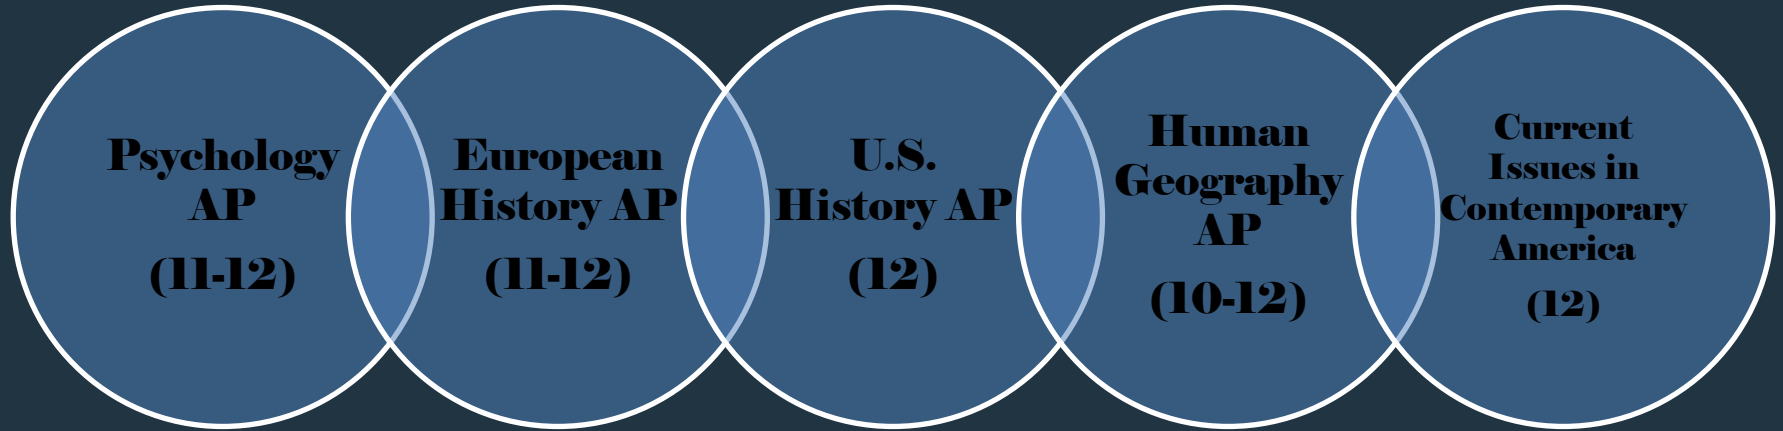 Psychology
AP
(11-12)
European
History AP
(11-12)
U.S.
History AP
(12)
Human
Geography
AP
(10-12)
Current
Issues in
Contemporary
America
(12)